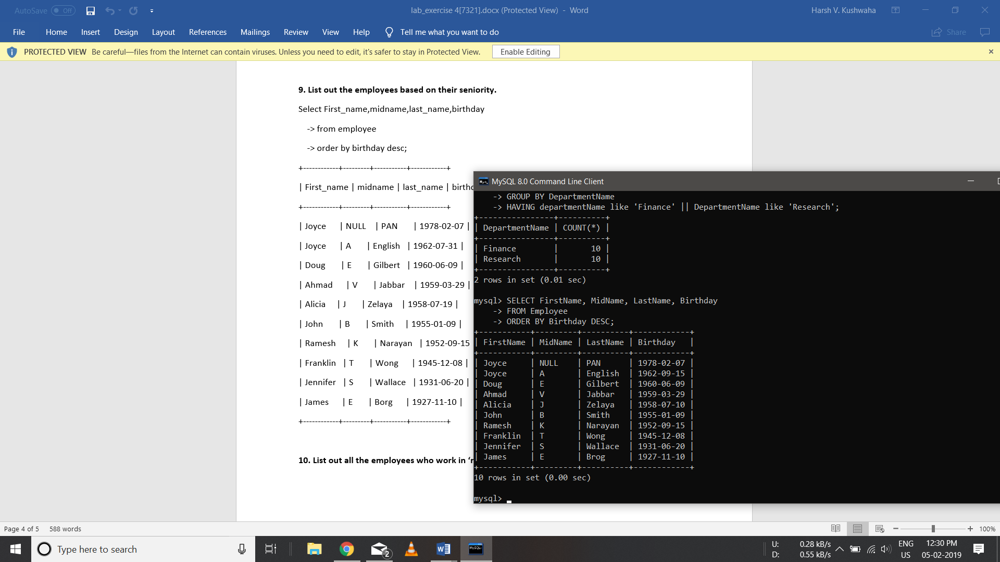 AutoSave Off
lab_exercise 4[7321].docx (Protected View) - Word
Harsh V. Kushwaha
File Home Insert Design Layout References Mailings Review View Help Tell me what you want to do
Share
PROTECTED VIEW Be careful—files from the Internet can contain viruses. Unless you need to edit, it's safer to stay in Protected View. Enable Editing
9. List out the employees based on their seniority.
Select First_name,midname,last_name,birthday
-> from employee
-> order by birthday desc;
+------------+---------+-----------+------------+
| First_name | midname | last_name | birthd
+------------+---------+-----------+------------+
| Joyce | NULL | PAN | 1978-02-07 |
| Joyce | A | English | 1962-07-31 |
| Doug | E | Gilbert | 1960-06-09 |
| Ahmad | V | Jabbar | 1959-03-29 |
| Alicia | J | Zelaya | 1958-07-19 |
| John | B | Smith | 1955-01-09 |
| Ramesh | K | Narayan | 1952-09-15
| Franklin | T | Wong | 1945-12-08 |
| Jennifer | S | Wallace | 1931-06-20 |
| James | E | Borg | 1927-11-10 |
+------------+---------+-----------+------------+
10. List out all the employees who work in ‘r
MySQL 8.0 Command Line Client
-> GROUP BY DepartmentName
-> HAVING departmentName like 'Finance' || DepartmentName like 'Research';
+----------------+----------+
| DepartmentName | COUNT(*) |
+----------------+----------+
| Finance | 10 |
| Research | 10 |
+----------------+----------+
2 rows in set (0.01 sec)
mysql> SELECT FirstName, MidName, LastName, Birthday
-> FROM Employee
-> ORDER BY Birthday DESC;
+-----------+---------+----------+------------+
| FirstName | MidName | LastName | Birthday |
+-----------+---------+----------+------------+
| Joyce | NULL | PAN | 1978-02-07 |
| Joyce | A | English | 1962-09-15 |
| Doug | E | Gilbert | 1960-06-09 |
| Ahmad | V | Jabbar | 1959-03-29 |
| Alicia | J | Zelaya | 1958-07-10 |
| John | B | Smith | 1955-01-09 |
| Ramesh | K | Narayan | 1952-09-15 |
| Franklin | T | Wong | 1945-12-08 |
| Jennifer | S | Wallace | 1931-06-20 |
| James | E | Brog | 1927-11-10 |
+-----------+---------+----------+------------+
10 rows in set (0.00 sec)
mysql>
Page 4 of 5 588 words
100%
Type here to search
2
MySQL
U: 0.28 kB/s
D: 0.55 kB/s
ENG
US
12:30 PM
05-02-2019